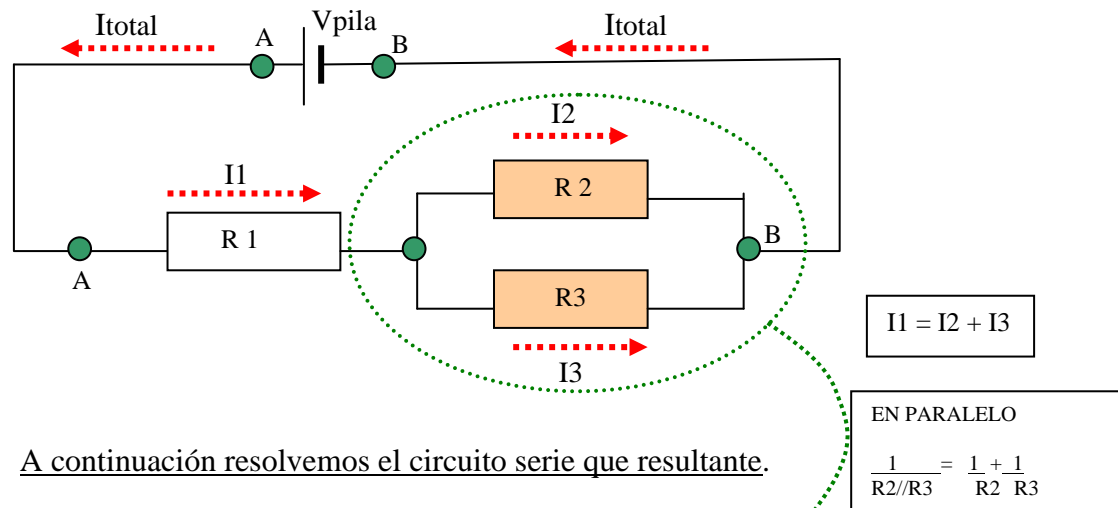 Itotal
A
Vpila
B
Itotal
I2
I1
R 2
R 1
B
A
R3
I3
I1 = I2 + I3
EN PARALELO
1 = 1 + 1
R2//R3 R2 R3
A continuación resolvemos el circuito serie que resultante.